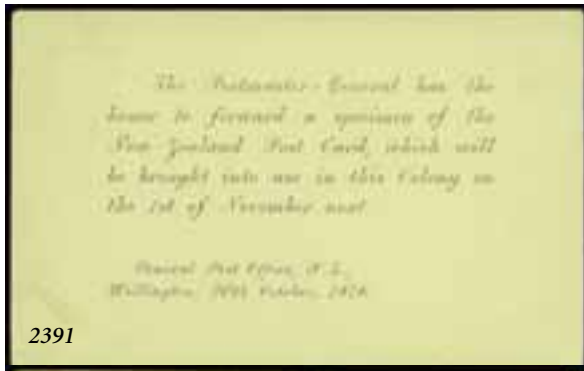 The Postmaster-General has the
honor to forward a specimen of the
New Zealand Post Card, which will
be brought into use in this Colony on
the 1st of November next.
General Post Office, N.Z.,
Wellington, October, 1876.
2391